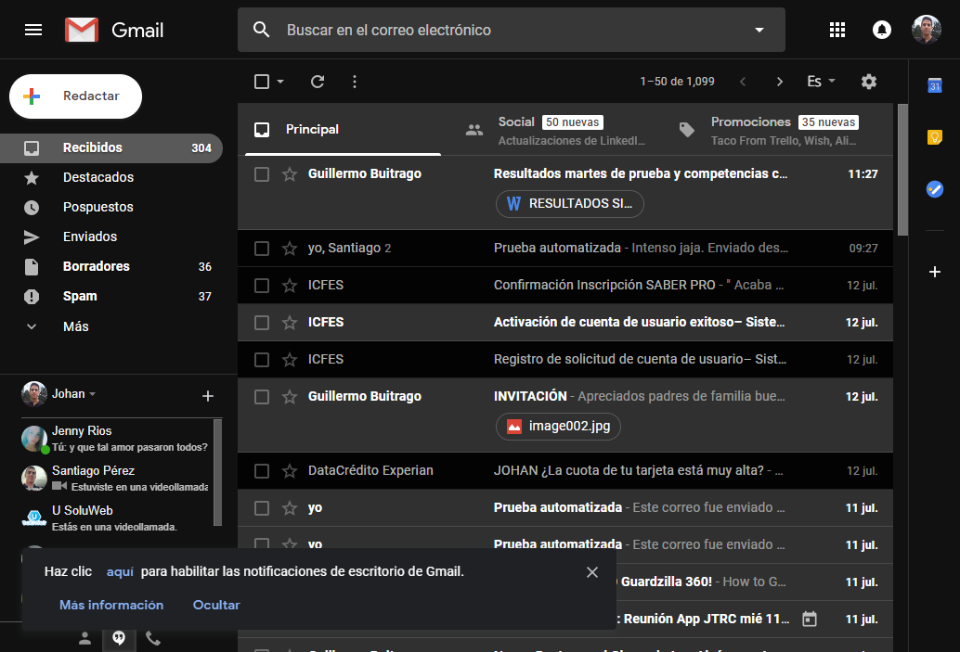 Gmail
Buscar en el correo electrónico
Redactar
1–50 de 1,099
Es
31
Recibidos 304
Destacados
Pospuestos
Enviados
Borradores 36
Spam 37
Más
Principal
Social 50 nuevas
Actualizaciones de LinkedI…
Promociones 35 nuevas
Taco From Trello, Wish, Ali…
Guillermo Buitrago Resultados martes de prueba y competencias c… 11:27
W RESULTADOS SI…
yo, Santiago 2 Prueba automatizada - Intenso jaja. Enviado des… 09:27
ICFES Confirmación Inscripción SABER PRO - " Acaba … 12 jul.
ICFES Activación de cuenta de usuario exitoso– Siste… 12 jul.
ICFES Registro de solicitud de cuenta de usuario– Sist… 12 jul.
Guillermo Buitrago INVITACIÓN - Apreciados padres de familia bue… 12 jul.
image002.jpg
DataCrédito Experian JOHAN ¿La cuota de tu tarjeta está muy alta? - … 12 jul.
yo Prueba automatizada - Este correo fue enviado … 11 jul.
yo Prueba automatizada - Este correo fue enviado … 11 jul.
Guardzilla 360! - How to G… 11 jul.
: Reunión App JTRC mié 11… 11 jul.
Johan
Jenny Rios
Tú: y que tal amor pasaron todos?
Santiago Pérez
Estuviste en una videollamada
U SoluWeb
Estás en una videollamada.
Haz clic aquí para habilitar las notificaciones de escritorio de Gmail.
Más información Ocultar